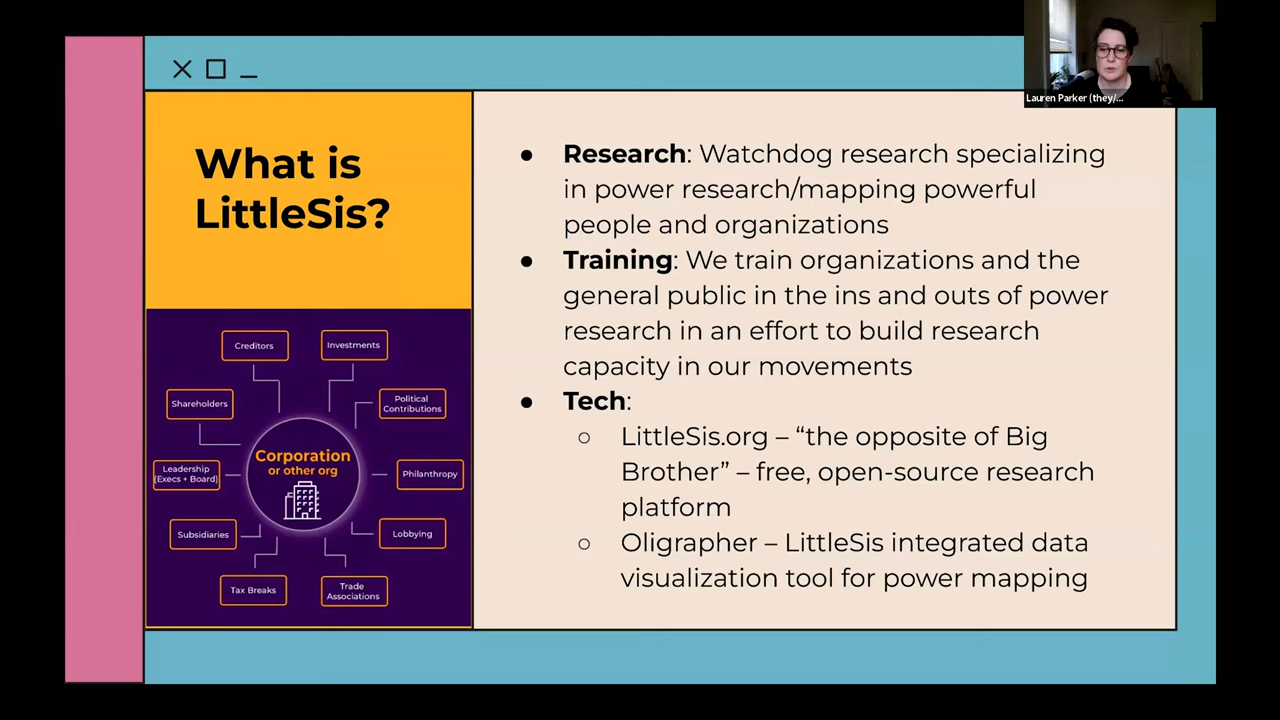 Lauren Parker (they/...
What is
LittleSis?
● Research: Watchdog research specializing
in power research/mapping powerful
people and organizations
● Training: We train organizations and the
general public in the ins and outs of power
research in an effort to build research
capacity in our movements
● Tech:
○ LittleSis.org – “the opposite of Big
Brother” – free, open-source research
platform
○ Oligrapher – LittleSis integrated data
visualization tool for power mapping
Creditors
Investments
Shareholders
Political
Contributions
Corporation
or other org
Leadership
(Execs + Board)
Philanthropy
Subsidiaries
Lobbying
Tax Breaks
Trade
Associations